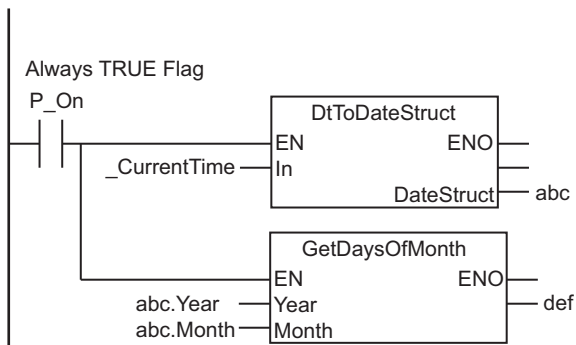 Always TRUE Flag
P_On
DtToDateStruct
EN ENO
_CurrentTime In
DateStruct abc
GetDaysOfMonth
EN ENO
abc.Year Year def
abc.Month Month